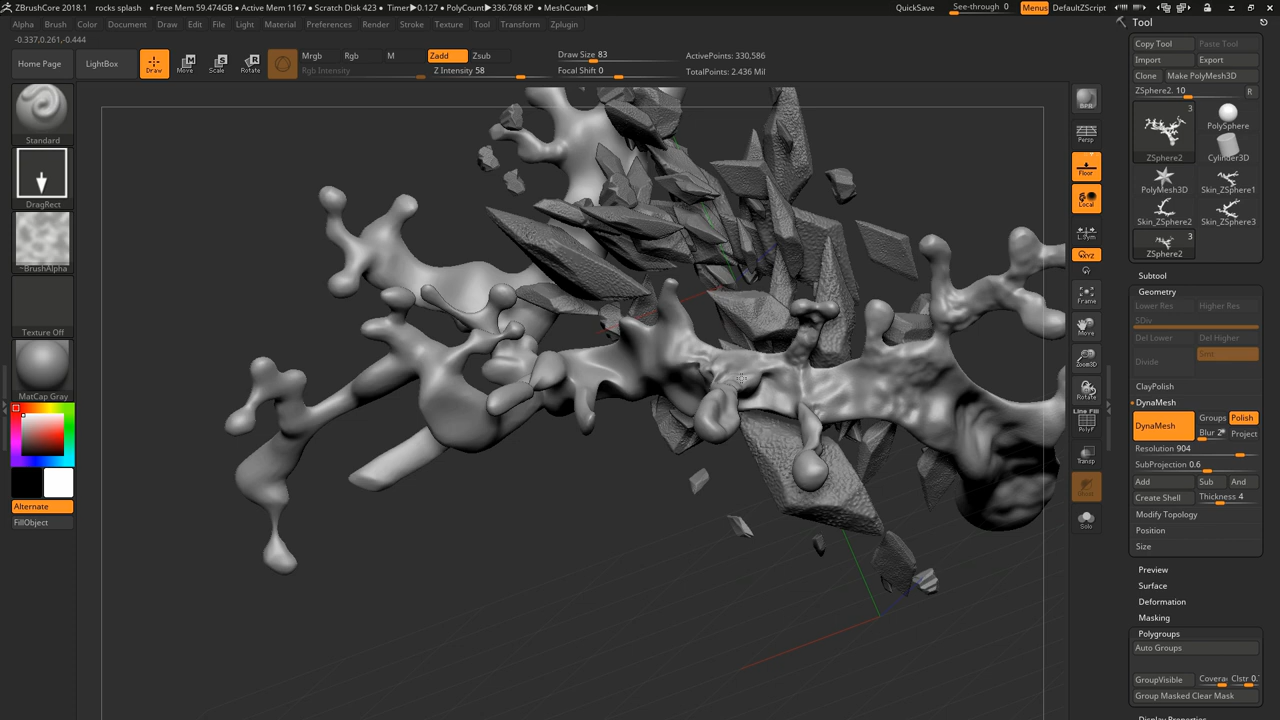 ZBrushCore 2018.1 rocks splash • Free Mem 59.474GB • Active Mem 1167 • Scratch Disk 423 • Timer▶0.127 • PolyCount▶336.768 KP • MeshCount▶1 QuickSave See-through 0 Menus DefaultZScript
Alpha Brush Color Document Draw Edit File Layer Light Material Preferences Render Stroke Texture Tool Transform Zplugin
Tool
-0.337,0.261,-0.444
Copy Tool Paste Tool
Import Export
Clone Make PolyMesh3D
ZSphere2. 10 R
Home Page LightBox Draw Move Scale Rotate
Mrgb Rgb M Zadd Zsub
Rgb Intensity Z Intensity 58
Draw Size 83 ActivePoints: 330,586
Focal Shift 0 TotalPoints: 2.436 Mil
Standard
DragRect
~BrushAlpha
Texture Off
MatCap Gray
Alternate
FillObject
BPR
Persp
Floor
Local
L.Sym
XYZ
Frame
Move
Zoom3D
Rotate
Line Fill
PolyF
Transp
Solo
3
PolySphere
ZSphere2 Cylinder3D
PolyMesh3D Skin_ZSphere1
Skin_ZSphere2 Skin_ZSphere3
3
ZSphere2
Subtool
Geometry
Lower Res Higher Res
SDiv
Del Lower Del Higher
Divide Smt
ClayPolish
DynaMesh
DynaMesh Groups Polish
Blur 2 Project
Resolution 904
SubProjection 0.6
Add Sub And
Create Shell Thickness 4
Modify Topology
Position
Size
Preview
Surface
Deformation
Masking
Polygroups
Auto Groups
GroupVisible Covera Clstr 0.
Group Masked Clear Mask
Display Properties